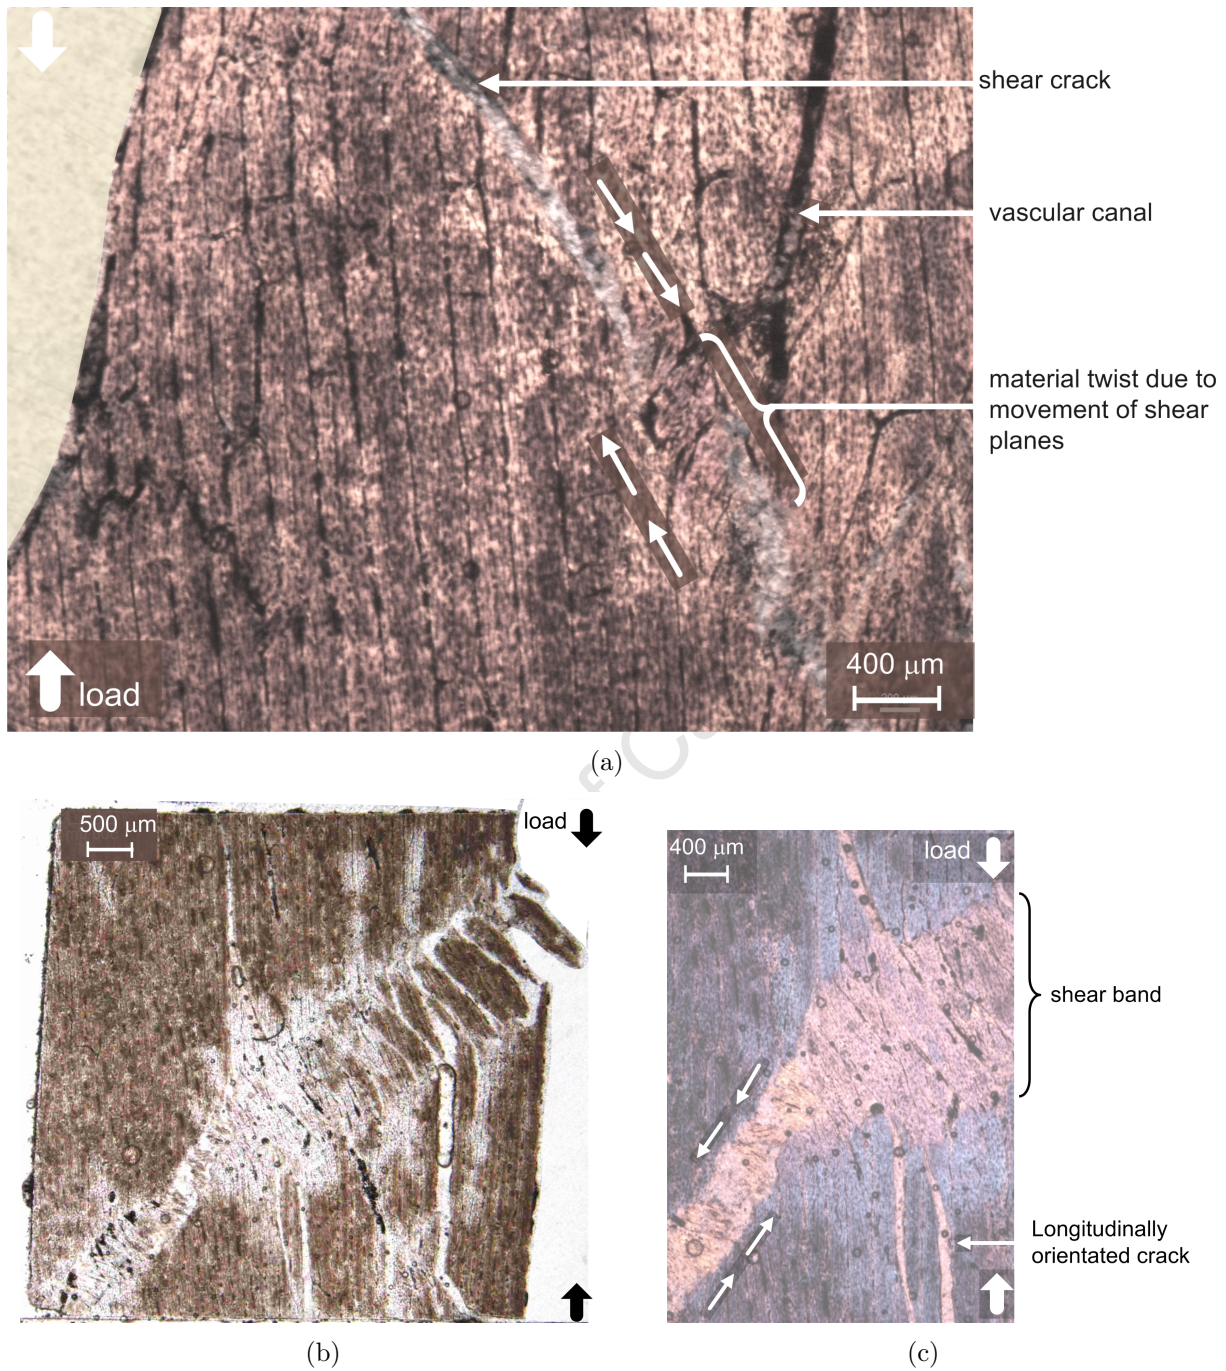 shear crack
vascular canal
material twist due to
movement of shear
planes
400 μm
load
(a)
500 μm
load
400 μm
load
shear band
Longitudinally
orientated crack
(b)
(c)